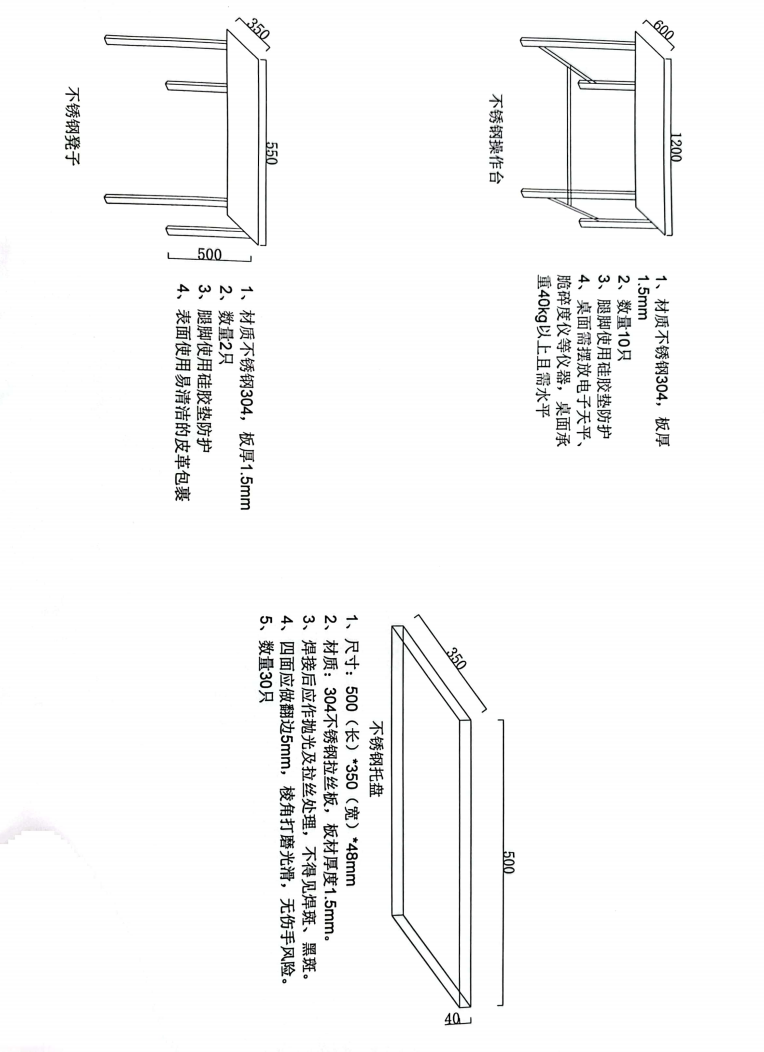 600
1200
不锈钢操作台
1、材质不锈钢304，板厚
1.5mm
2、数量10只
3、腿脚使用硅胶垫防护
4、桌面需摆放电子天平、
脆碎度仪等仪器，桌面承
重40kg以上且需水平
350
550
500
不锈钢凳子
1、材质不锈钢304，板厚1.5mm
2、数量2只
3、腿脚使用硅胶垫防护
4、表面使用易清洁的皮革包裹
350
500
40
不锈钢托盘
1、尺寸：500（长）*350（宽）*48mm
2、材质：304不锈钢拉丝板，板材厚度1.5mm。
3、焊接后应作抛光及拉丝处理，不得见焊斑、黑斑。
4、四面应做翻边5mm，棱角打磨光滑，无伤手风险。
5、数量30只